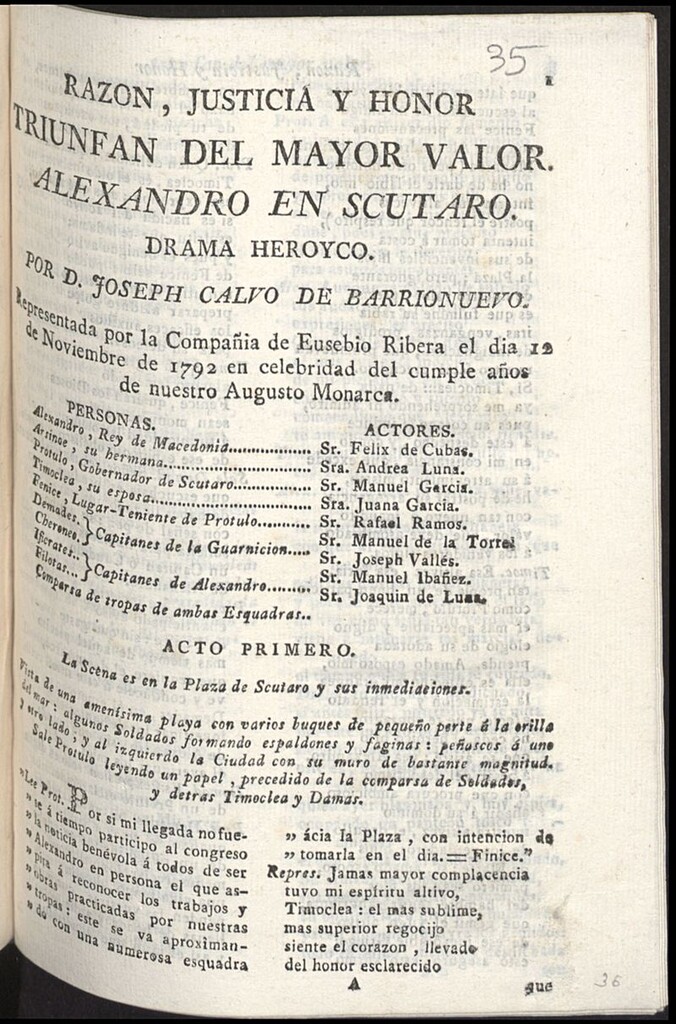 35
1
RAZON, JUSTICIA Y HONOR
TRIUNFAN DEL MAYOR VALOR.
ALEXANDRO EN SCUTARO.
DRAMA HEROYCO.
POR D. JOSEPH CALVO DE BARRIONUEVO.
Representada por la Compañia de Eusebio Ribera el dia 12
de Noviembre de 1792 en celebridad del cumple años
de nuestro Augusto Monarca.
PERSONAS.
Alexandro, Rey de Macedonia..................
Arsinoe, su hermana..................
Protulo, Gobernador de Scutaro..............
Timoclea, su esposa.....................
Fenice, Lugar-Teniente de Protulo...........
Demades. } Capitanes de la Guarnicion.....
Cheroneo. }
Ificrates.. } Capitanes de Alexandro.........
Filotas... }
Comparsa de tropas de ambas Esquadras..
ACTORES.
Sr. Felix de Cubas.
Sra. Andrea Luna.
Sr. Manuel Garcia.
Sra. Juana Garcia.
Sr. Rafael Ramos.
Sr. Manuel de la Torre.
Sr. Joseph Vallés.
Sr. Manuel Ibañez.
Sr. Joaquin de Luna.
ACTO PRIMERO.
La Scena es en la Plaza de Scutaro y sus inmediaciones.
Vista de una amenísima playa con varios buques de pequeño porte á la orilla
del mar: algunos Soldados formando espaldones y faginas: peñascos á uno
y otro lado; y al izquierdo la Ciudad con su muro de bastante magnitud.
Sale Protulo leyendo un papel, precedido de la comparsa de Soldados,
y detras Timoclea y Damas.
„Lee Prot. Por si mi llegada no fue-
„ se á tiempo participo al congreso
„ la noticia benévola á todos de ser
„ Alexandro en persona el que as-
„ pira á reconocer los trabajos y
„ obras practicadas por nuestras
„ tropas: este se va aproximan-
„ do con una numerosa esquadra
„ ácia la Plaza, con intencion de
„ tomarla en el dia.=Finice."
Repres. Jamas mayor complacencia
tuvo mi espíritu altivo,
Timoclea: el mas sublime,
mas superior regocijo
siente el corazon, llevado
del honor esclarecido
A
que
36